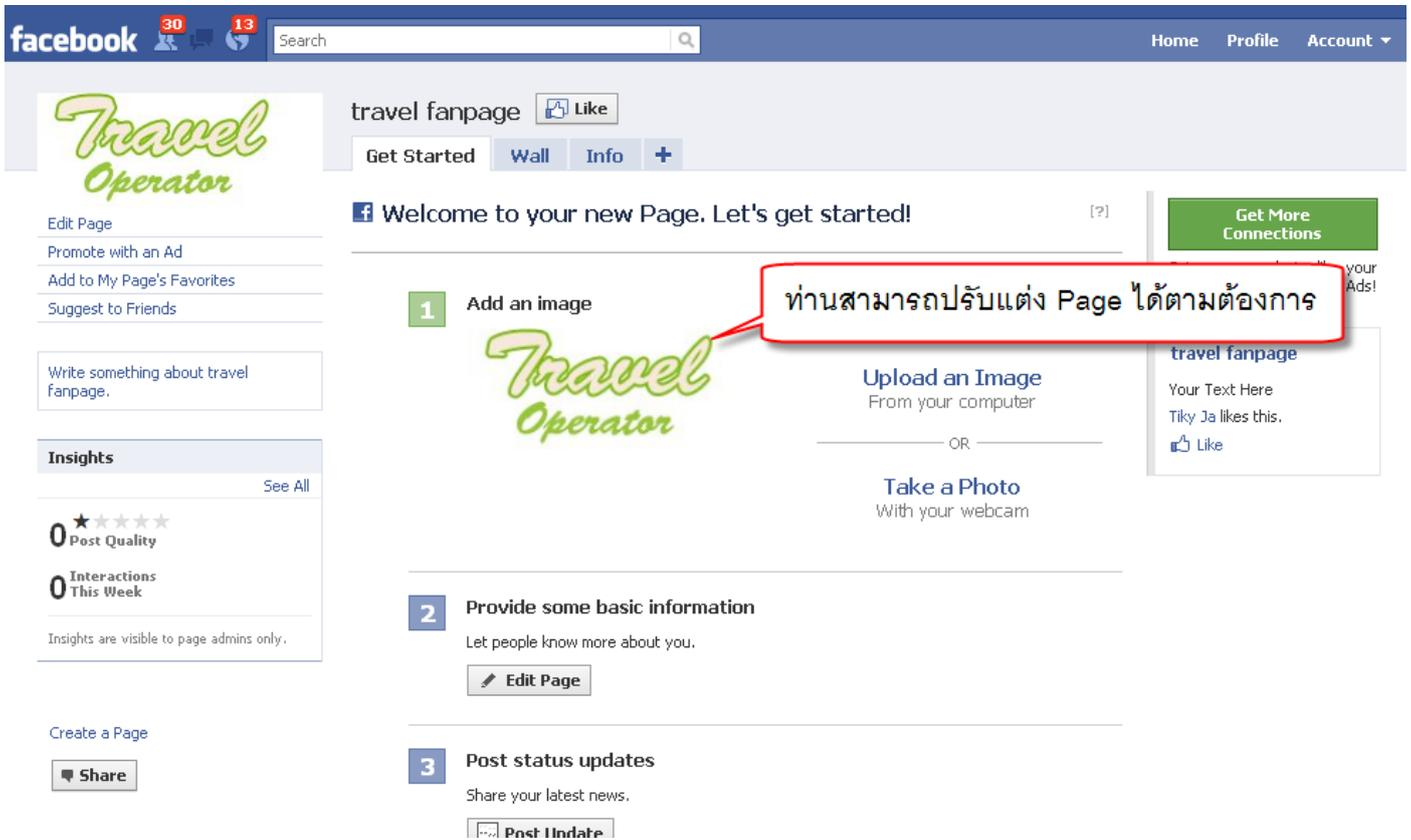 facebook
30
13
Search
Home Profile Account
Travel
Operator
travel fanpage Like
Get Started Wall Info +
Edit Page
Promote with an Ad
Add to My Page's Favorites
Suggest to Friends
Write something about travel
fanpage.
Insights
See All
0 Post Quality
0 Interactions
This Week
Insights are visible to page admins only.
Create a Page
Share
Welcome to your new Page. Let's get started! [?]
1 Add an image
Travel
Operator
ท่านสามารถปรับแต่ง Page ได้ตามต้องการ
Upload an Image
From your computer
OR
Take a Photo
With your webcam
2 Provide some basic information
Let people know more about you.
Edit Page
3 Post status updates
Share your latest news.
Post Update
Get More
Connections
your
Ads!
travel fanpage
Your Text Here
Tiky Ja likes this.
Like